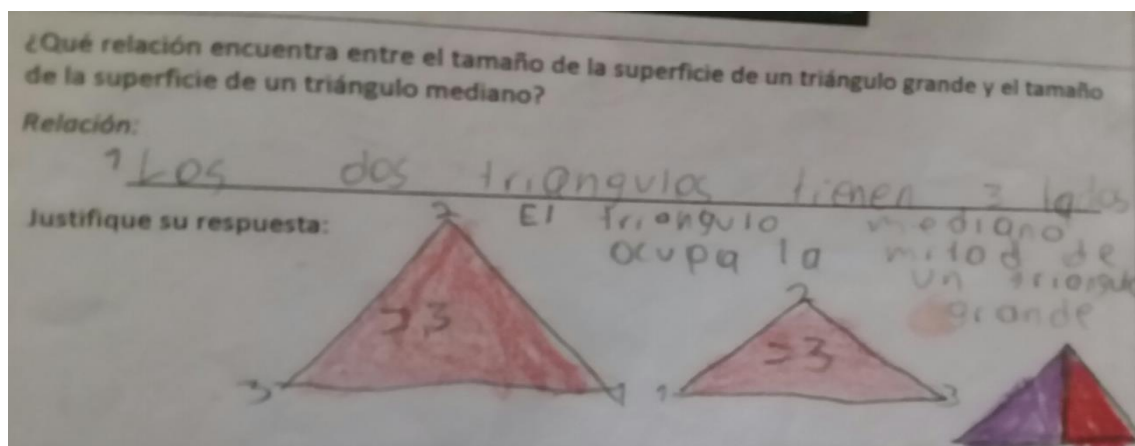 ¿Qué relación encuentra entre el tamaño de la superficie de un triángulo grande y el tamaño
de la superficie de un triángulo mediano?
Relación:
1 Los dos triangulos tienen 3 lados
Justifique su respuesta:
El triangulo mediano
ocupa la mitad de
un triangulo
grande
2
=3
3
1
2
=3
1
3